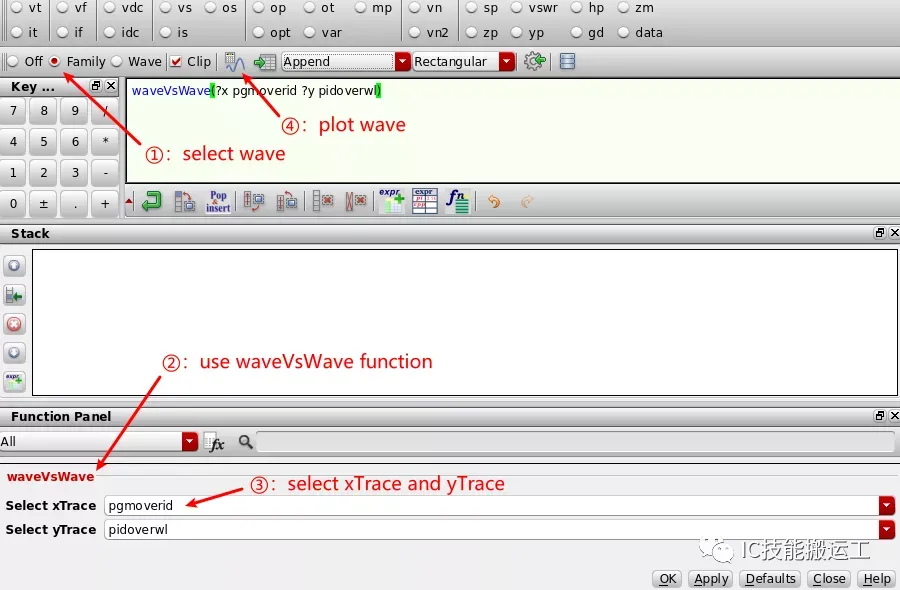 vt vf vdc vs os op ot mp vn sp vswr hp zm
it if idc is opt var vn2 zp yp gd data
Off Family Wave Clip Append Rectangular
Key ...
waveVsWave(?x pgmoverid ?y pidoverwl)
7 8 9 /
④: plot wave
4 5 6 *
①: select wave
1 2 3 -
0 ± . +
Pop insert expr expr fn
Stack
expr
②: use waveVsWave function
Function Panel
All fx
waveVsWave
③: select xTrace and yTrace
Select xTrace pgmoverid
Select yTrace pidoverwl
IC技能搬运工
OK Apply Defaults Close Help